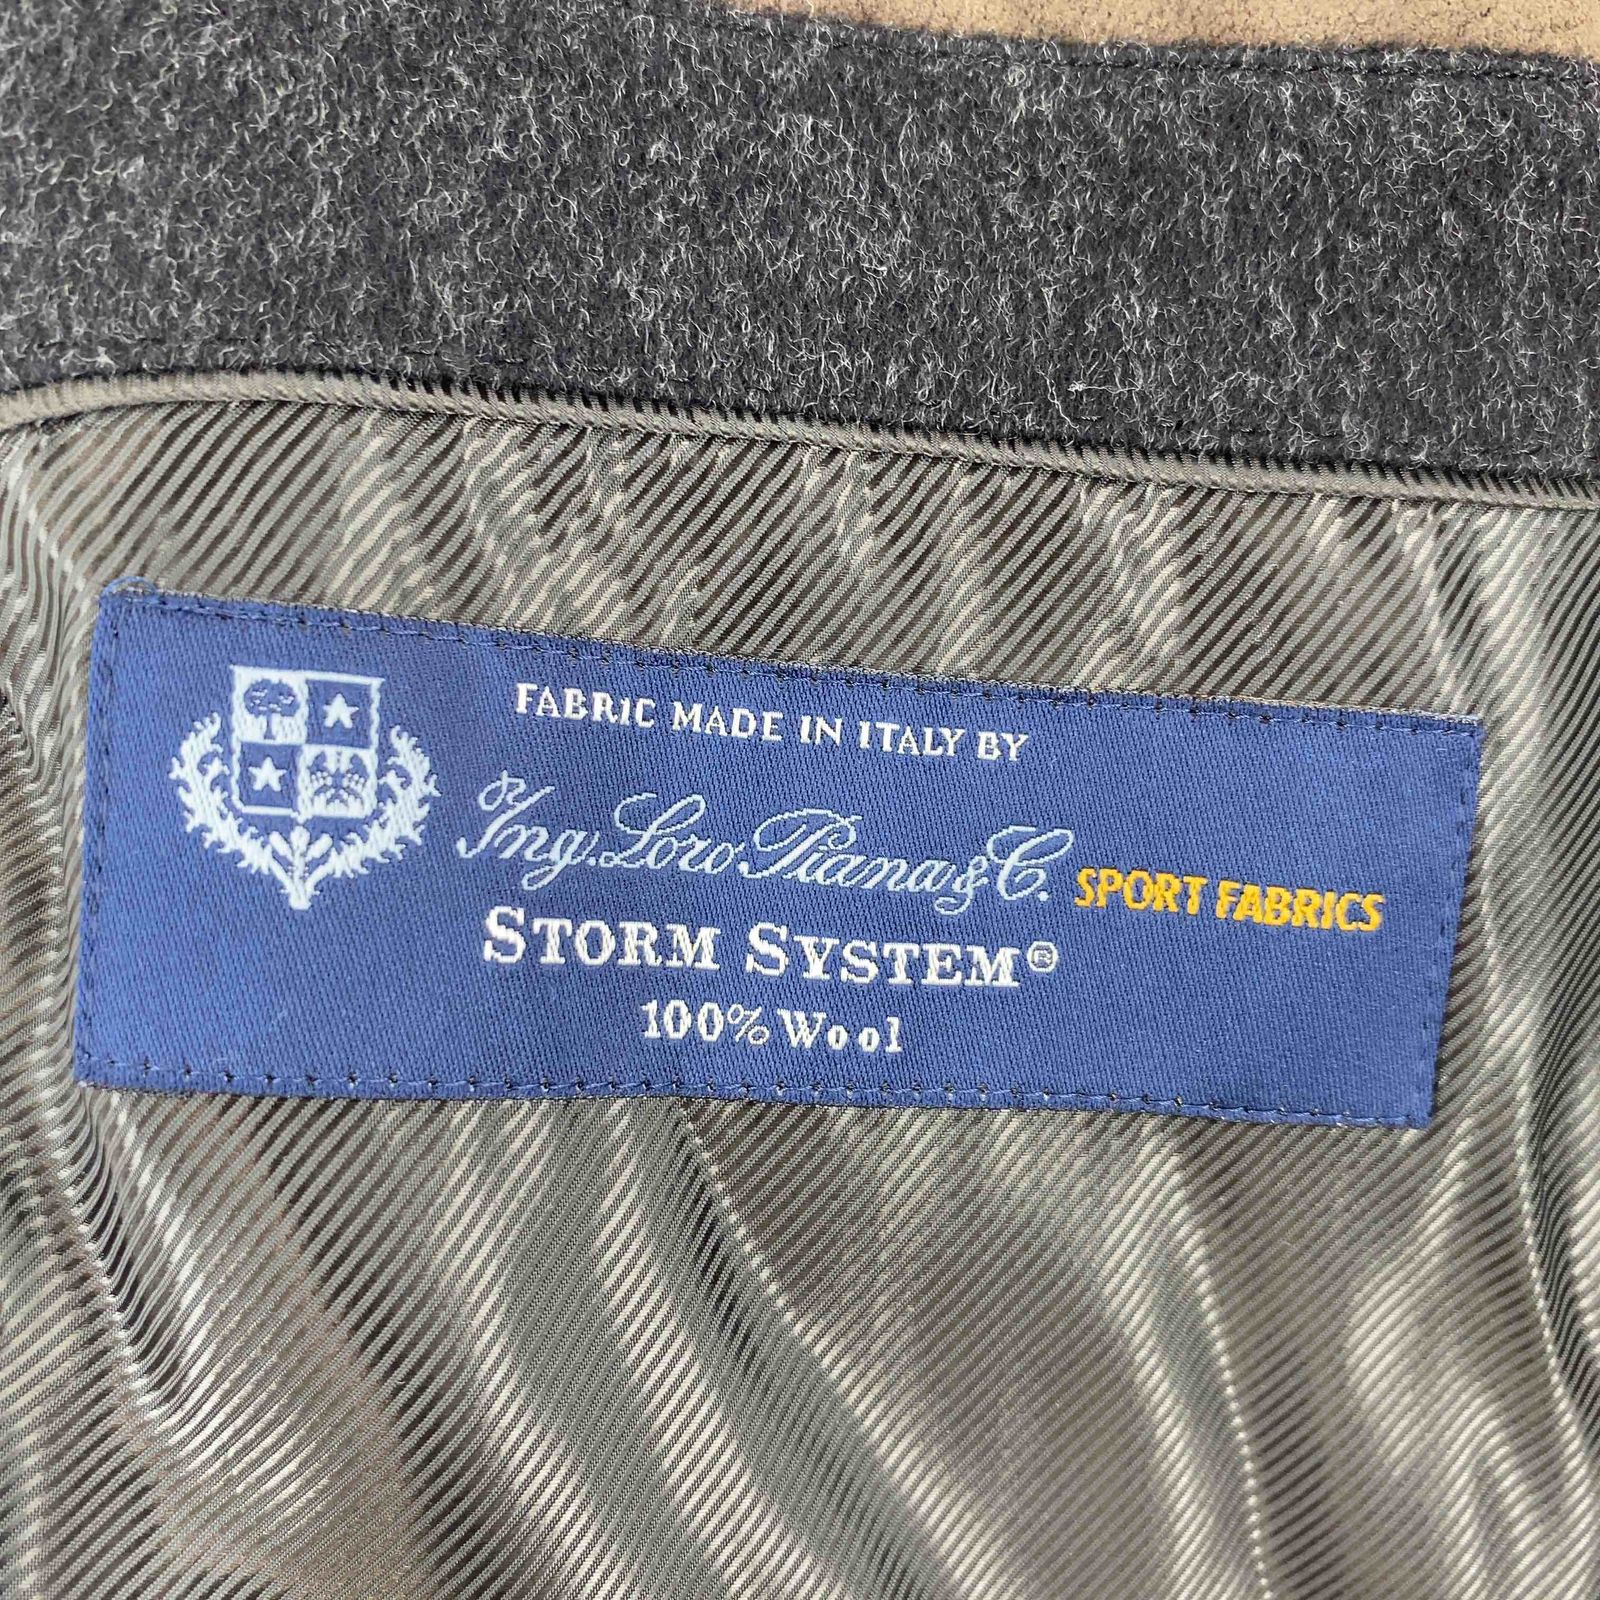 FABRIC MADE IN ITALY BY
Ing. Loro Piana & C. SPORT FABRICS
STORM SYSTEM®
100% Wool